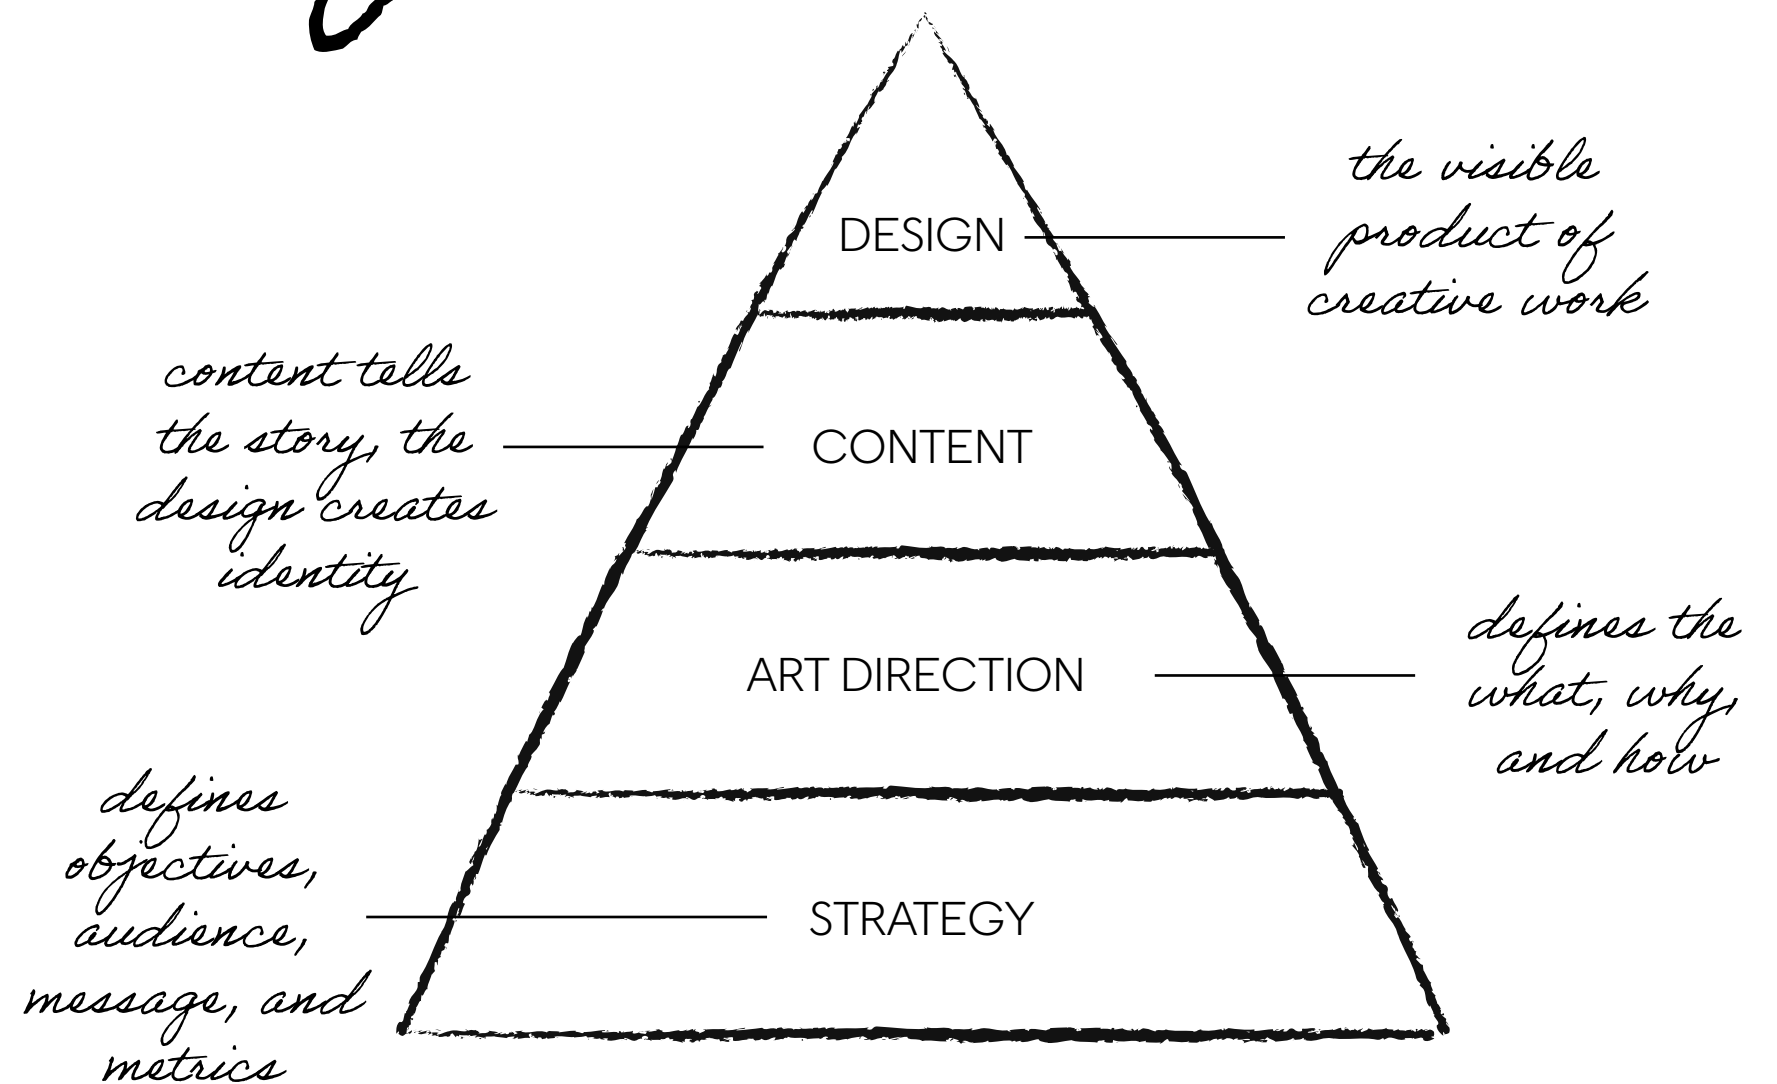 DESIGN
the visible
product of
creative work
content tells
the story, the
design creates
identity
CONTENT
ART DIRECTION
defines the
what, why,
and how
defines
objectives,
audience,
message, and
metrics
STRATEGY